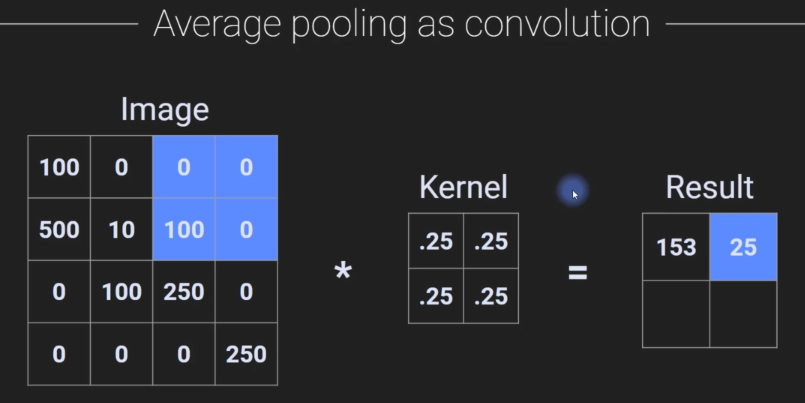 Average pooling as convolution
Image
100 0 0 0
500 10 100 0
0 100 250 0
0 0 0 250
*
Kernel
.25 .25
.25 .25
=
Result
153 25